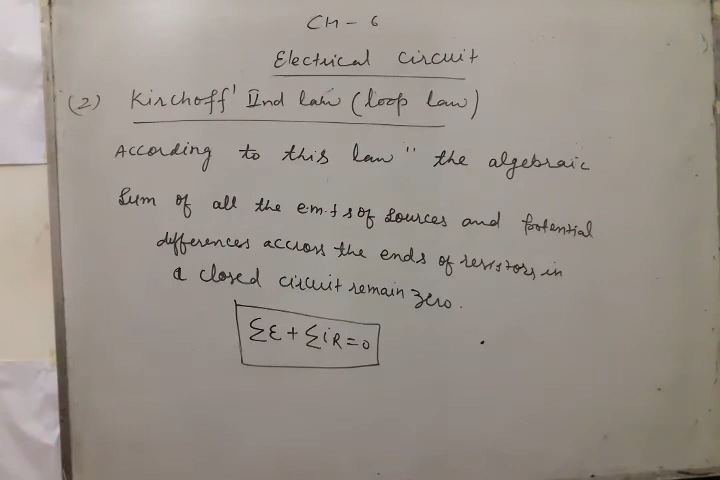 CH - 6
Electrical circuit
(2) Kirchoff' IInd law (loop law)
According to this law " the algebraic
Sum of all the e.m.f s of sources and potential
differences accross the ends of resistors in
a closed circuit remain zero.
ΣE + ΣiR = 0